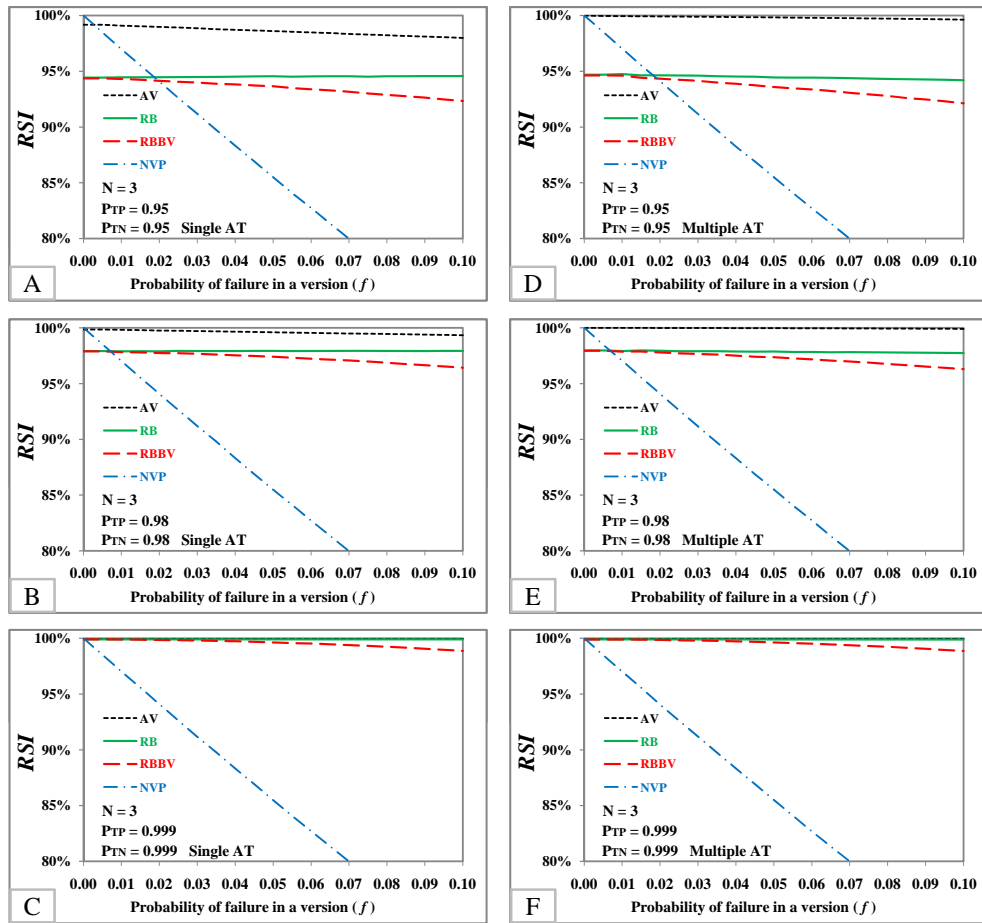 100%
95%
90%
85%
80%
RSI
AV
RB
RBBV
NVP
N = 3
PTP = 0.95
PTN = 0.95 Single AT
0.00 0.01 0.02 0.03 0.04 0.05 0.06 0.07 0.08 0.09 0.10
Probability of failure in a version (f)
A
100%
95%
90%
85%
80%
RSI
AV
RB
RBBV
NVP
N = 3
PTP = 0.95
PTN = 0.95 Multiple AT
0.00 0.01 0.02 0.03 0.04 0.05 0.06 0.07 0.08 0.09 0.10
Probability of failure in a version (f)
D
100%
95%
90%
85%
80%
RSI
AV
RB
RBBV
NVP
N = 3
PTP = 0.98
PTN = 0.98 Single AT
0.00 0.01 0.02 0.03 0.04 0.05 0.06 0.07 0.08 0.09 0.10
Probability of failure in a version (f)
B
100%
95%
90%
85%
80%
RSI
AV
RB
RBBV
NVP
N = 3
PTP = 0.98
PTN = 0.98 Multiple AT
0.00 0.01 0.02 0.03 0.04 0.05 0.06 0.07 0.08 0.09 0.10
Probability of failure in a version (f)
E
100%
95%
90%
85%
80%
RSI
AV
RB
RBBV
NVP
N = 3
PTP = 0.999
PTN = 0.999 Single AT
0.00 0.01 0.02 0.03 0.04 0.05 0.06 0.07 0.08 0.09 0.10
Probability of failure in a version (f)
C
100%
95%
90%
85%
80%
RSI
AV
RB
RBBV
NVP
N = 3
PTP = 0.999
PTN = 0.999 Multiple AT
0.00 0.01 0.02 0.03 0.04 0.05 0.06 0.07 0.08 0.09 0.10
Probability of failure in a version (f)
F